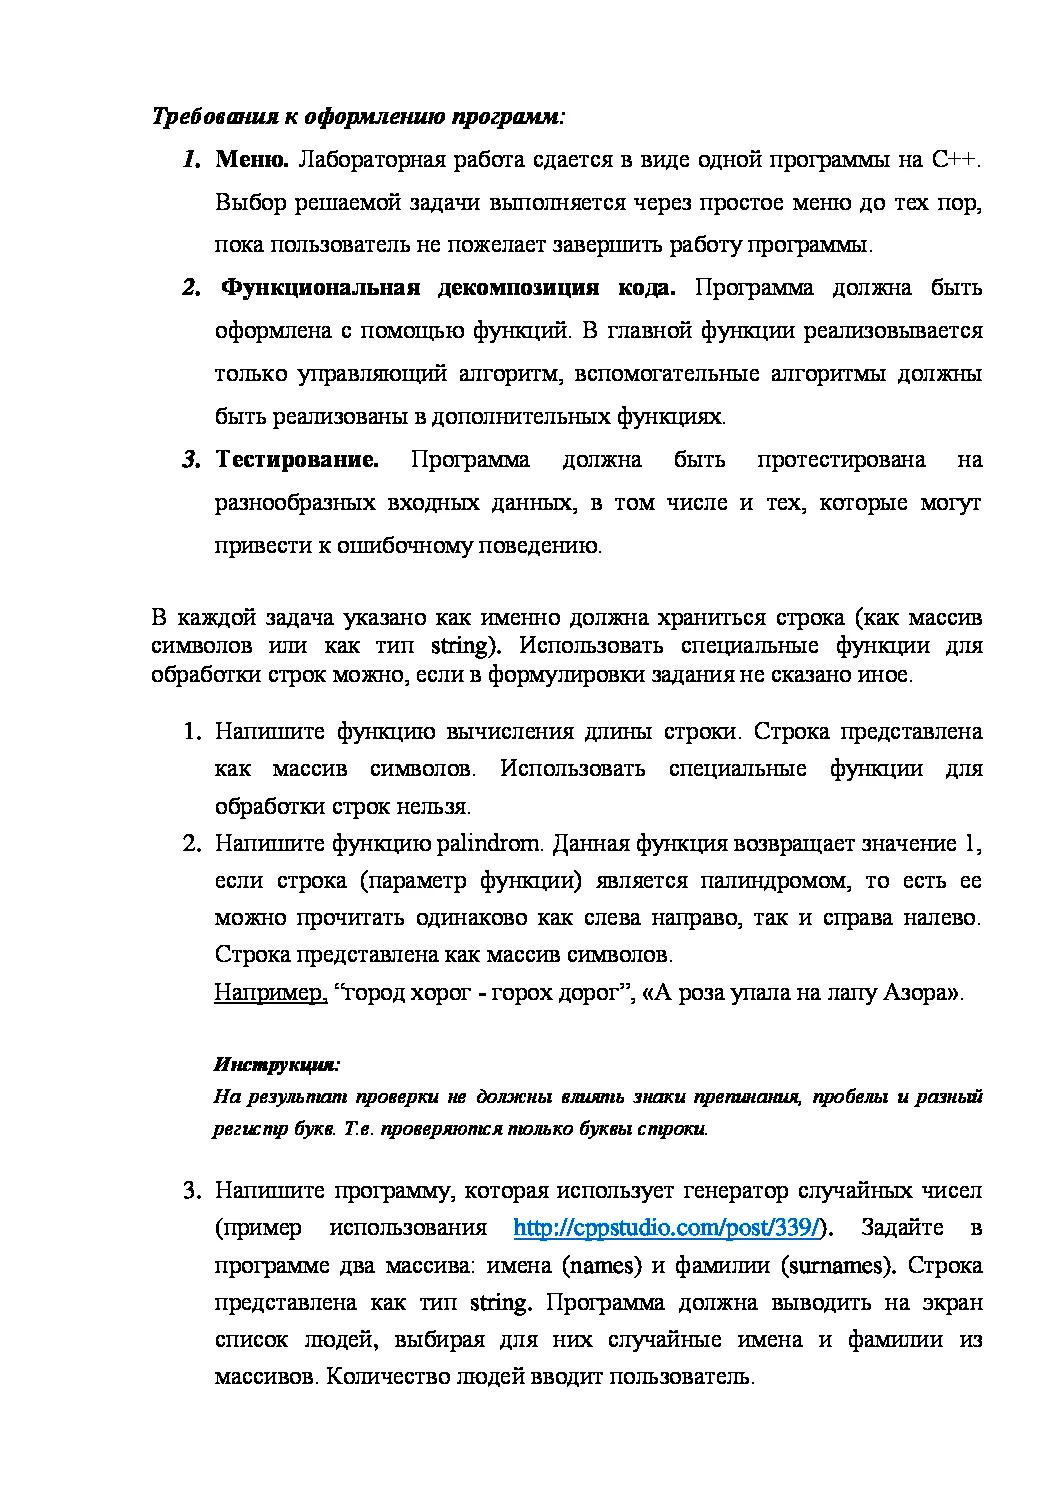 Требования к оформлению программ:
1. Меню. Лабораторная работа сдается в виде одной программы на С++.
Выбор решаемой задачи выполняется через простое меню до тех пор,
пока пользователь не пожелает завершить работу программы.
2. Функциональная декомпозиция кода. Программа должна быть
оформлена с помощью функций. В главной функции реализовывается
только управляющий алгоритм, вспомогательные алгоритмы должны
быть реализованы в дополнительных функциях.
3. Тестирование. Программа должна быть протестирована на
разнообразных входных данных, в том числе и тех, которые могут
привести к ошибочному поведению.
В каждой задача указано как именно должна храниться строка (как массив
символов или как тип string). Использовать специальные функции для
обработки строк можно, если в формулировки задания не сказано иное.
1. Напишите функцию вычисления длины строки. Строка представлена
как массив символов. Использовать специальные функции для
обработки строк нельзя.
2. Напишите функцию palindrom. Данная функция возвращает значение 1,
если строка (параметр функции) является палиндромом, то есть ее
можно прочитать одинаково как слева направо, так и справа налево.
Строка представлена как массив символов.
Например, “город хорог - горох дорог”, «А роза упала на лапу Азора».
Инструкция:
На результат проверки не должны влиять знаки препинания, пробелы и разный
регистр букв. Т.е. проверяются только буквы строки.
3. Напишите программу, которая использует генератор случайных чисел
(пример использования http://cppstudio.com/post/339/). Задайте в
программе два массива: имена (names) и фамилии (surnames). Строка
представлена как тип string. Программа должна выводить на экран
список людей, выбирая для них случайные имена и фамилии из
массивов. Количество людей вводит пользователь.